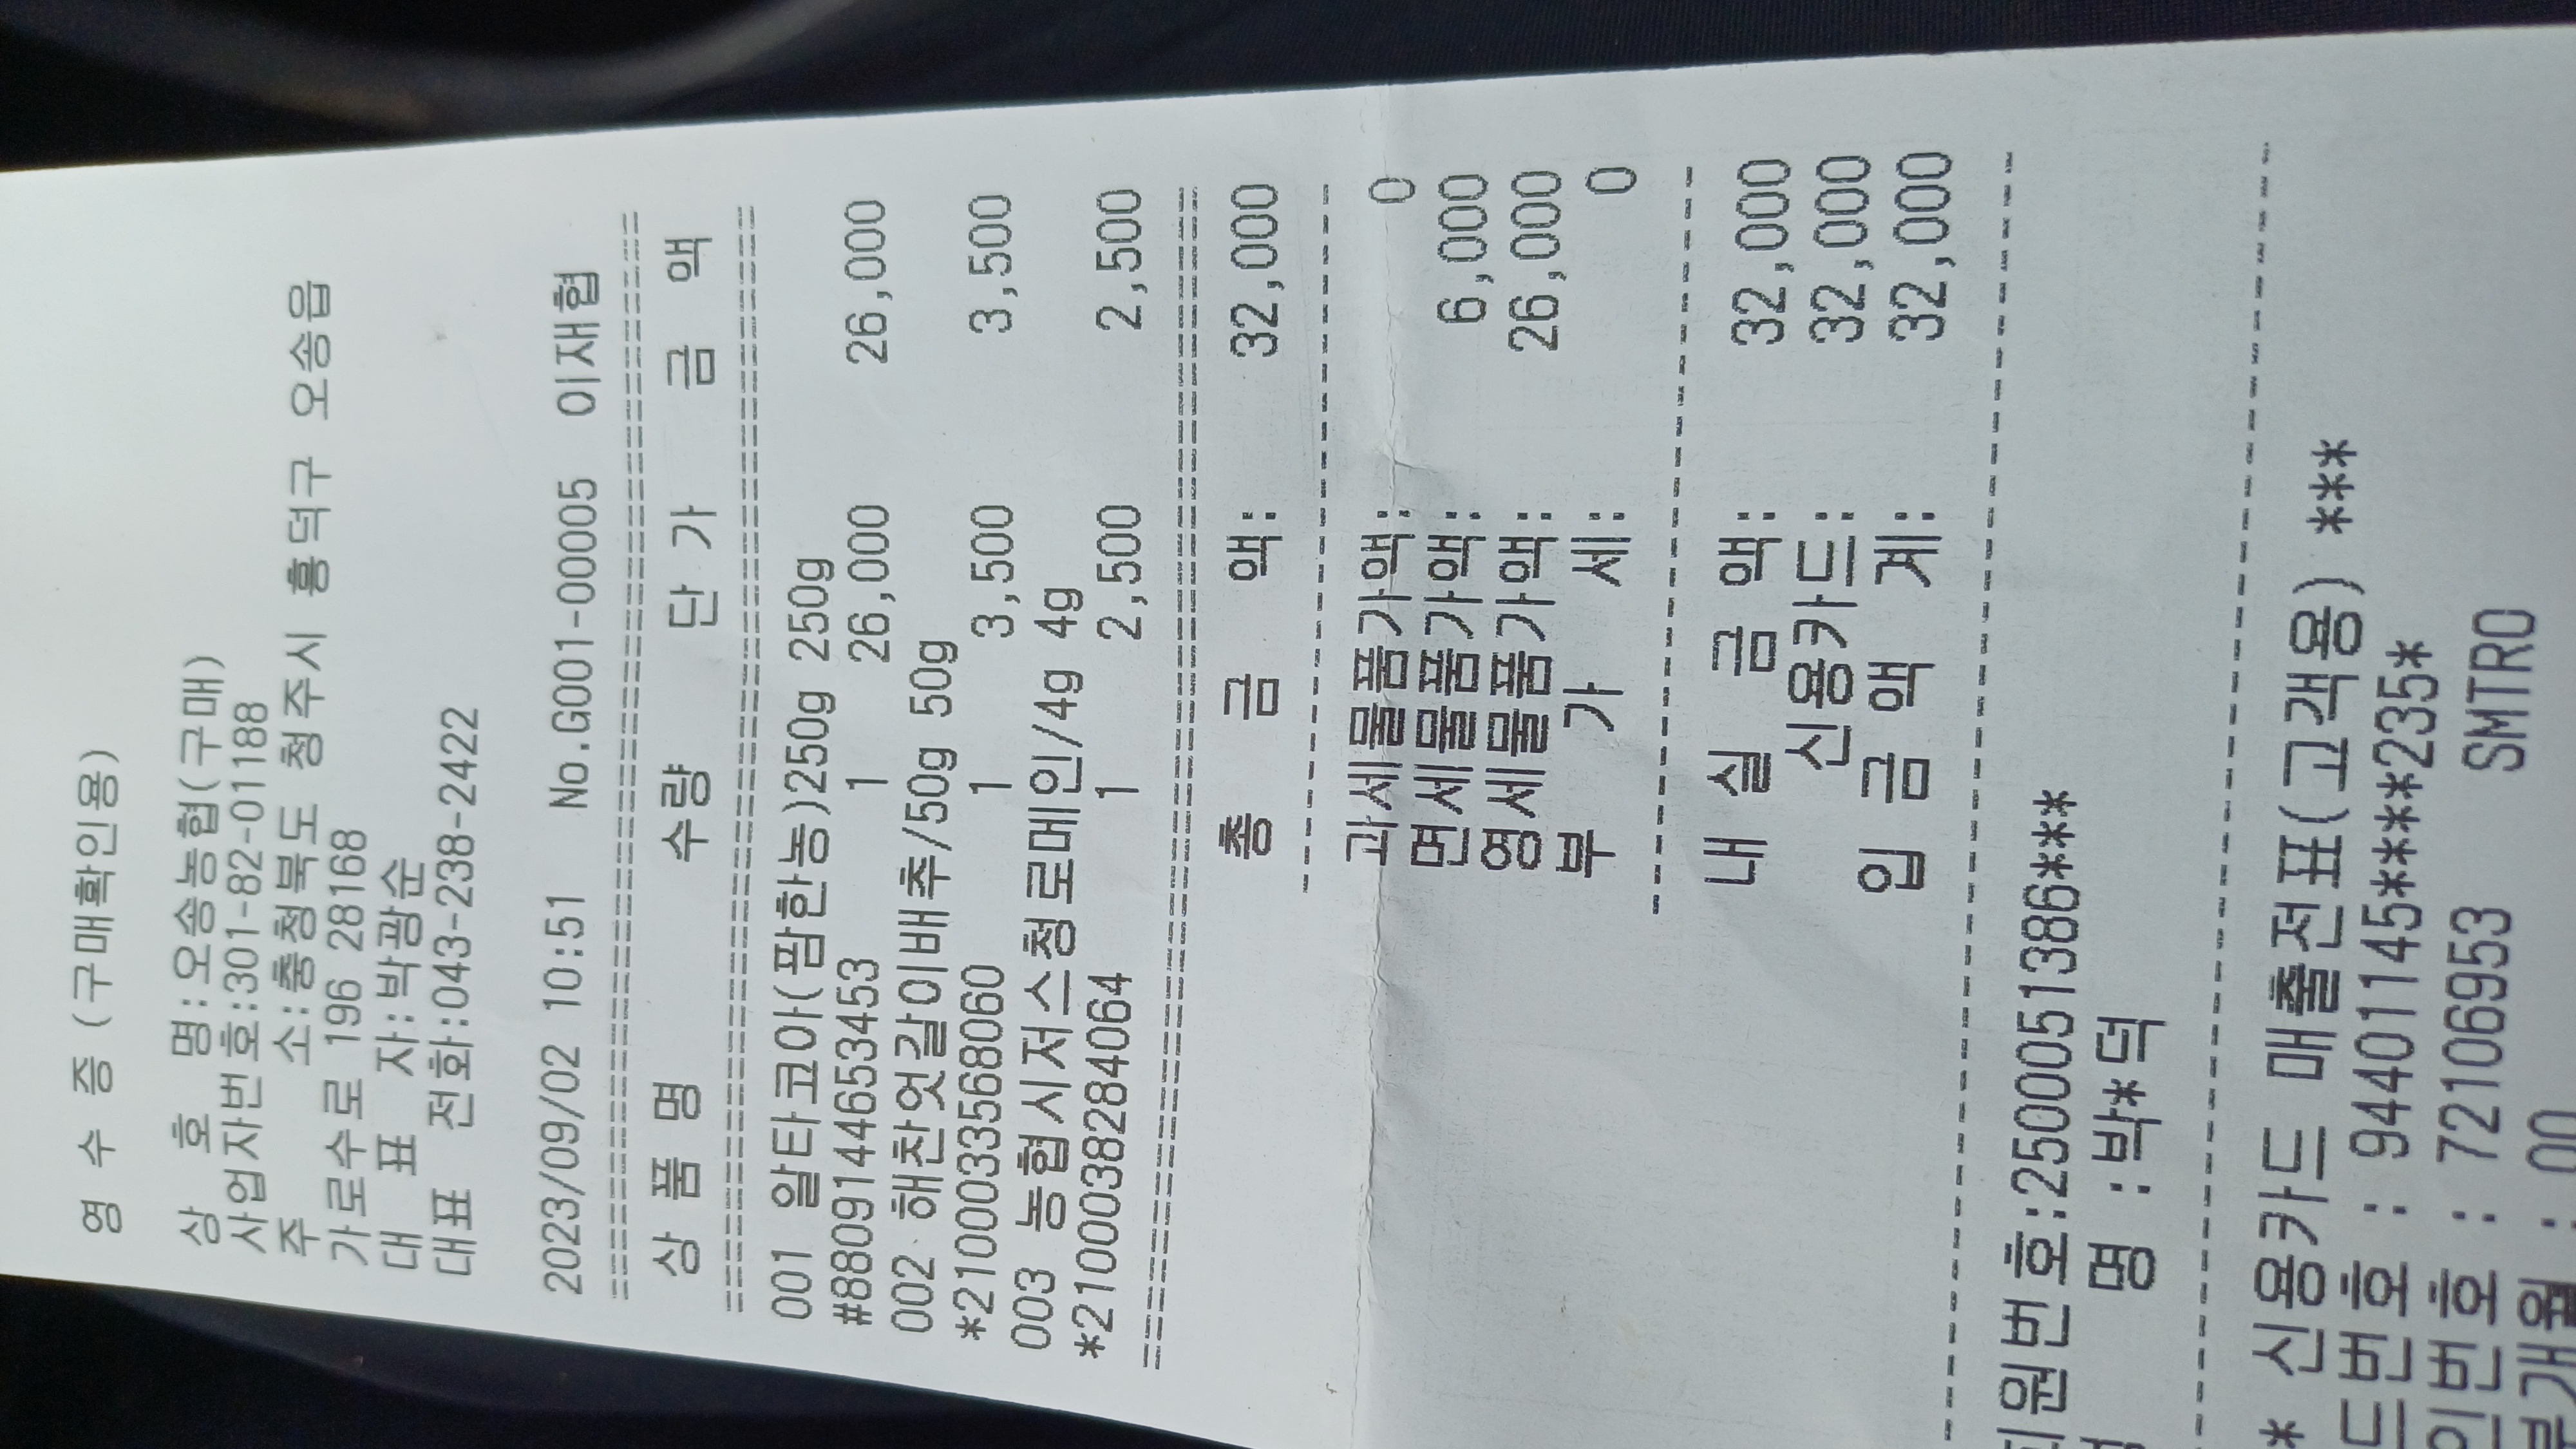 영 수 증 (구매확인용)
상 호 명:오송농협(구매)
사업자번호:301-82-01188
주 소:충청북도 청주시 흥덕구 오송읍
가로수로 196 28168
대 표 자:박광순
대표 전화:043-238-2422
2023/09/02 10:51 No.G001-00005 이재협
상 품 명 수량 단 가 금 액
001 알타코아(팜한농)250g 250g
#8809144653453 1 26,000 26,000
002 해찬엇갈이배추/50g 50g
*2100033568060 1 3,500 3,500
003 농협시저스청로메인/4g 4g
*2100038284064 1 2,500 2,500
총 금 액: 32,000
과세물품가액: 0
면세물품가액: 6,000
영세물품가액: 26,000
부 가 세: 0
내 실 금 액: 32,000
신용카드: 32,000
입 금 액 계: 32,000
원번호:2500051386***
명 :박*덕
* 신용카드 매출전표(고객용) ***
드번호 : 94401145****235*
인번호 : 72106953 SMTRO
개월 : 00